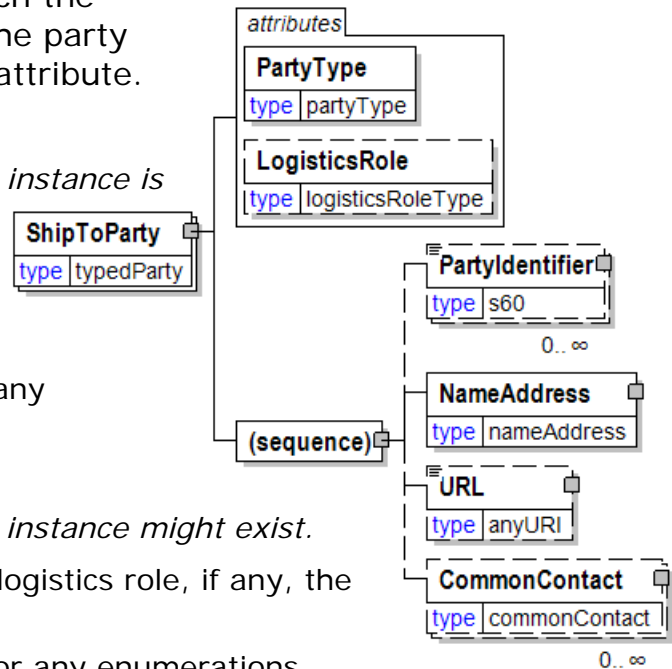 ch the
he party
attribute.
instance is
any
instance might exist.
logistics role, if any, the
or any enumerations
attributes
PartyType
type partyType
LogisticsRole
type logisticsRoleType
ShipToParty
type typedParty
(sequence)
PartyIdentifier
type s60
0.. ∞
NameAddress
type nameAddress
URL
type anyURI
CommonContact
type commonContact
0.. ∞